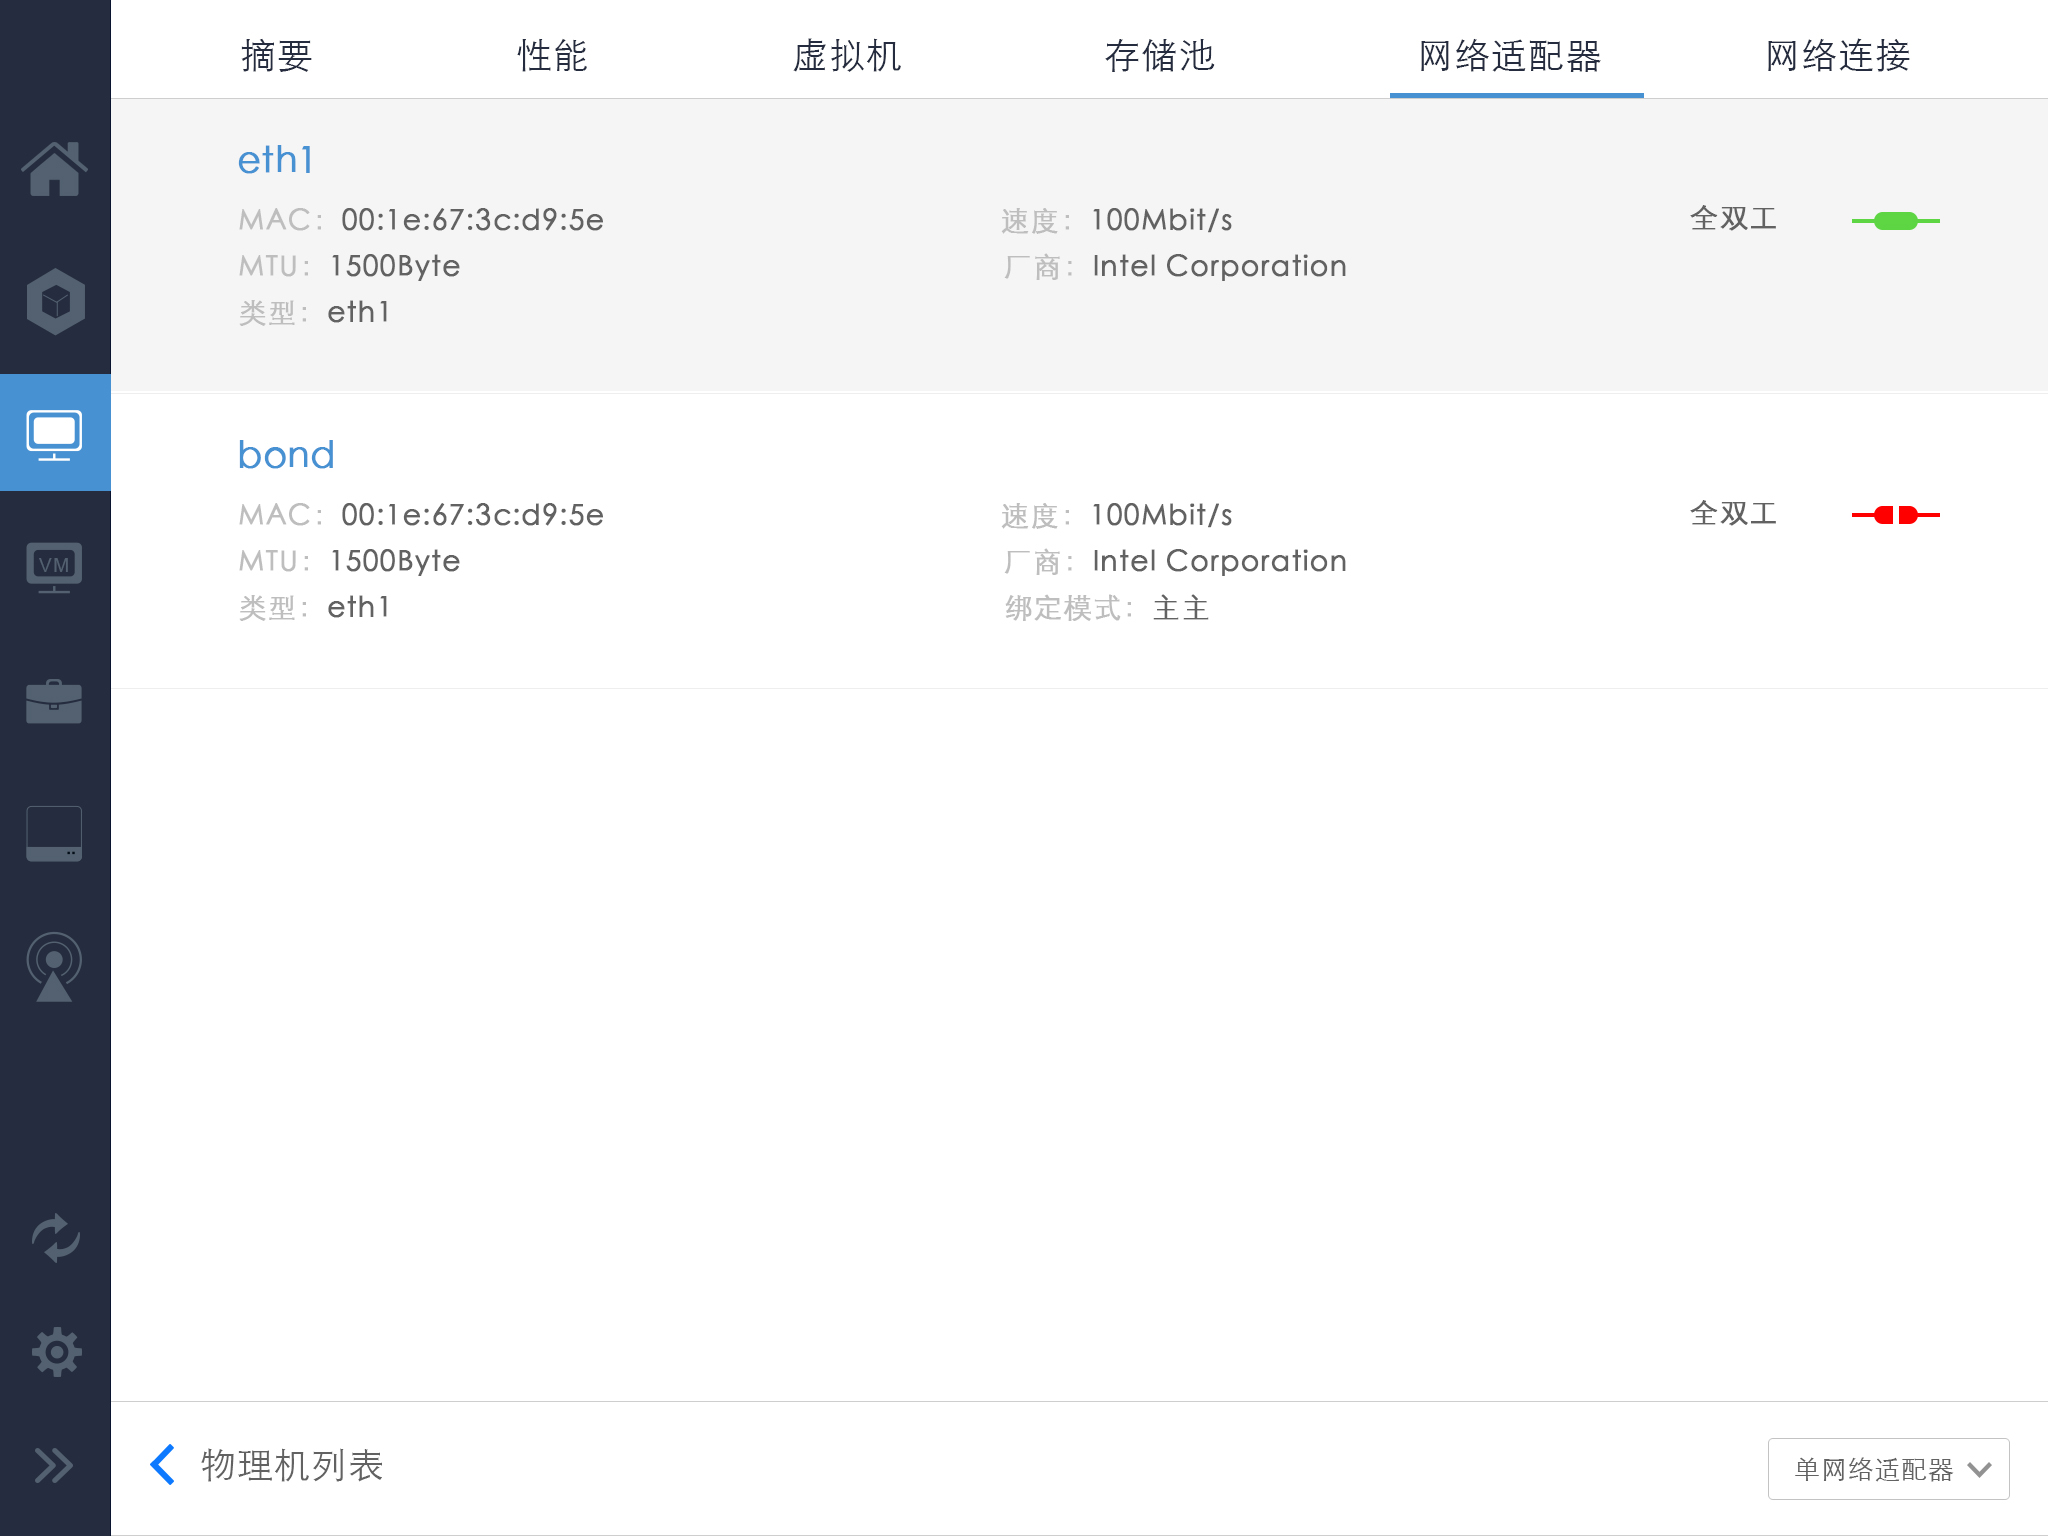 摘要 性能 虚拟机 存储池 网络适配器 网络连接
eth1
MAC: 00:1e:67:3c:d9:5e 速度: 100Mbit/s 全双工
MTU: 1500Byte 厂商: Intel Corporation
类型: eth1
bond
MAC: 00:1e:67:3c:d9:5e 速度: 100Mbit/s 全双工
MTU: 1500Byte 厂商: Intel Corporation
VM
类型: eth1 绑定模式: 主主
物理机列表 单网络适配器